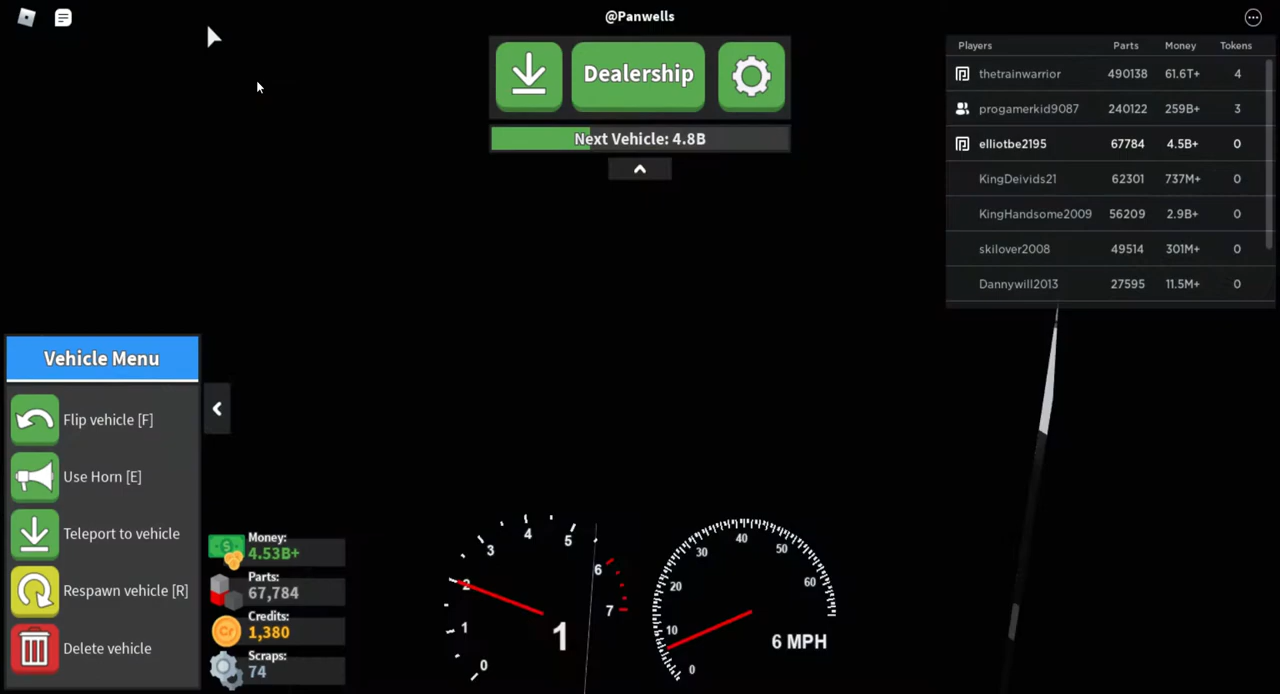 @Panwells
Dealership
Next Vehicle: 4.8B
Players Parts Money Tokens
thetrainwarrior 490138 61.6T+ 4
progamerkid9087 240122 259B+ 3
elliotbe2195 67784 4.5B+ 0
KingDeivids21 62301 737M+ 0
KingHandsome2009 56209 2.9B+ 0
skilover2008 49514 301M+ 0
Dannywill2013 27595 11.5M+ 0
Vehicle Menu
Flip vehicle [F]
Use Horn [E]
Teleport to vehicle
Respawn vehicle [R]
Delete vehicle
Money:
4.53B+
Parts:
67,784
Credits:
1,380
Scraps:
74
0 1 2 3 4 5 6 7
1
0 10 20 30 40 50 60
6 MPH